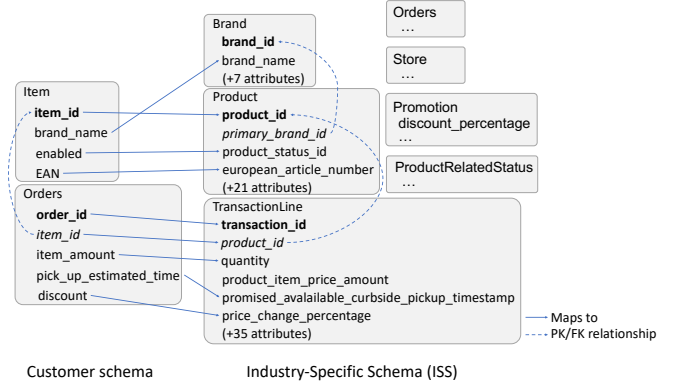 Item
item_id
brand_name
enabled
EAN
Orders
order_id
item_id
item_amount
pick_up_estimated_time
discount
Customer schema
Brand
brand_id
brand_name
(+7 attributes)
Product
product_id
primary_brand_id
product_status_id
european_article_number
(+21 attributes)
TransactionLine
transaction_id
product_id
quantity
product_item_price_amount
promised_avalailable_curbside_pickup_timestamp
price_change_percentage
(+35 attributes)
Industry-Specific Schema (ISS)
Orders
...
Store
...
Promotion
discount_percentage
ProductRelatedStatus
...
Maps to
PK/FK relationship